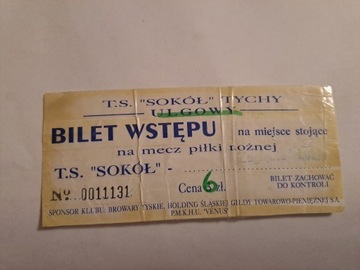 T.S. "SOKÓŁ" TYCHY
ULGOWY
BILET WSTĘPU na miejsce stojące
na mecz piłki nożnej
T.S. "SOKÓŁ" -
Cena 6 zł.
BILET ZACHOWAĆ
DO KONTROLI
Nº 0011131
SPONSOR KLUBU: BROWARY TYSKIE, HOLDING ŚLĄSKIEJ GIEŁDY TOWAROWO-PIENIĘŻNEJ S.A.
P.M.K.H.U. "VENUS"